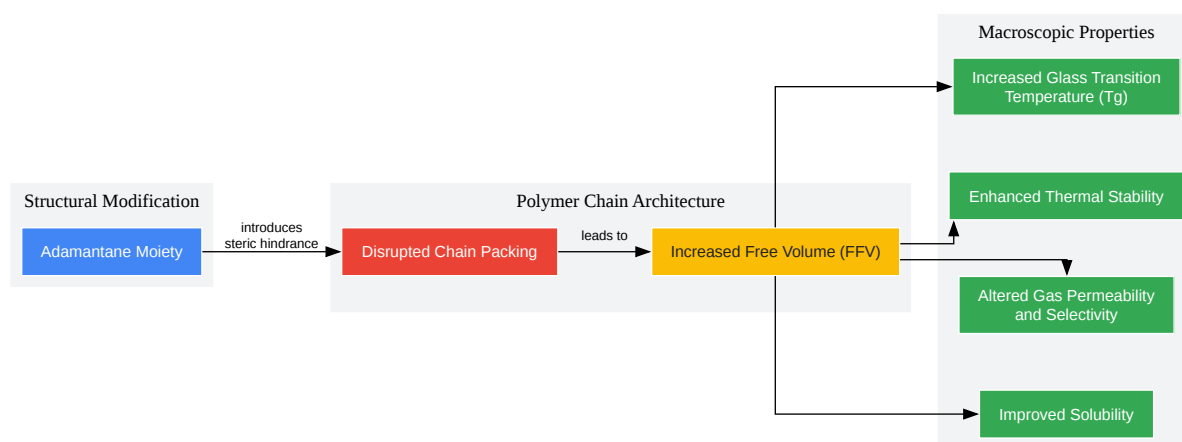 Structural Modification
Adamantane Moiety
introduces
steric hindrance
Polymer Chain Architecture
Disrupted Chain Packing
leads to
Increased Free Volume (FFV)
Macroscopic Properties
Increased Glass Transition
Temperature (Tg)
Enhanced Thermal Stability
Altered Gas Permeability
and Selectivity
Improved Solubility